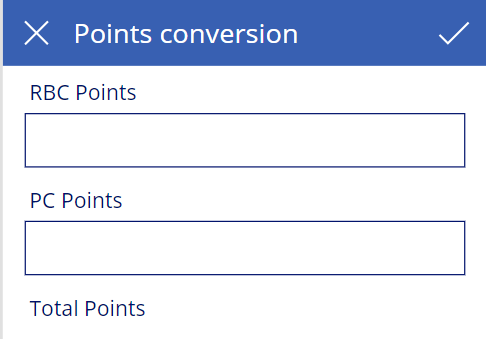 Points conversion
RBC Points
PC Points
Total Points